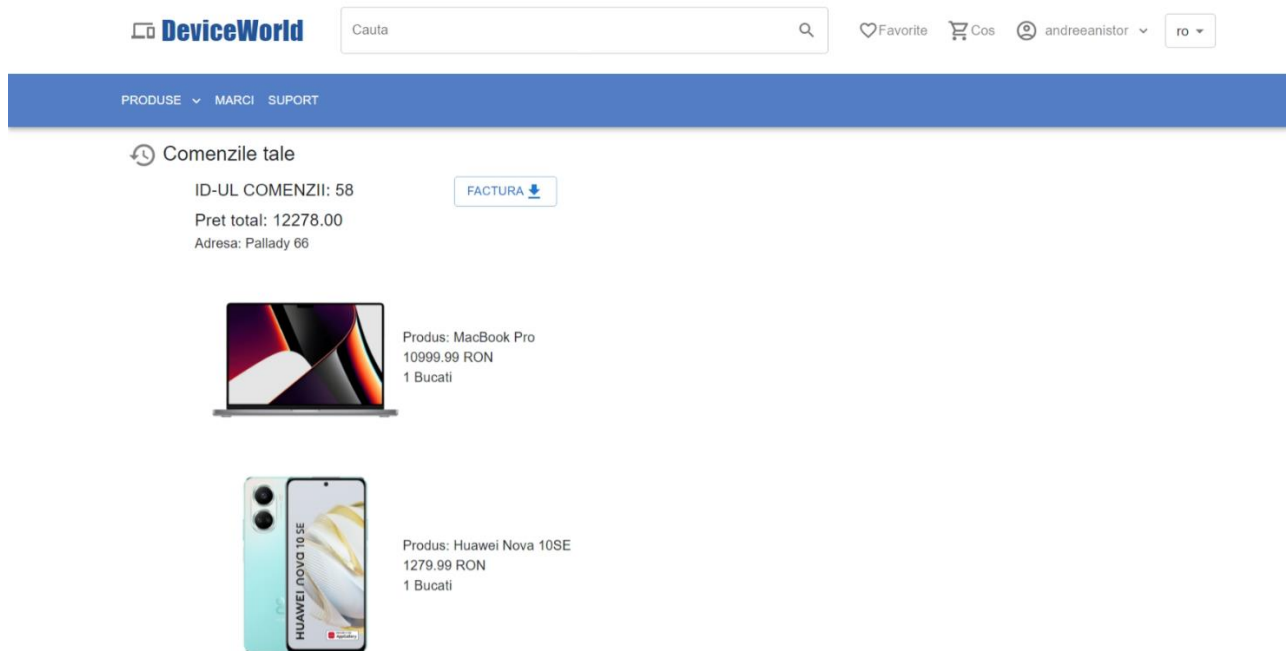 DeviceWorld
Cauta
Favorite
Cos
andreeanistor
ro
PRODUSE
MARCI
SUPORT
Comenzile tale
ID-UL COMENZII: 58
FACTURA
Pret total: 12278.00
Adresa: Pallady 66
Produs: MacBook Pro
10999.99 RON
1 Bucati
HUAWEI nova 10 SE
Produs: Huawei Nova 10SE
1279.99 RON
1 Bucati